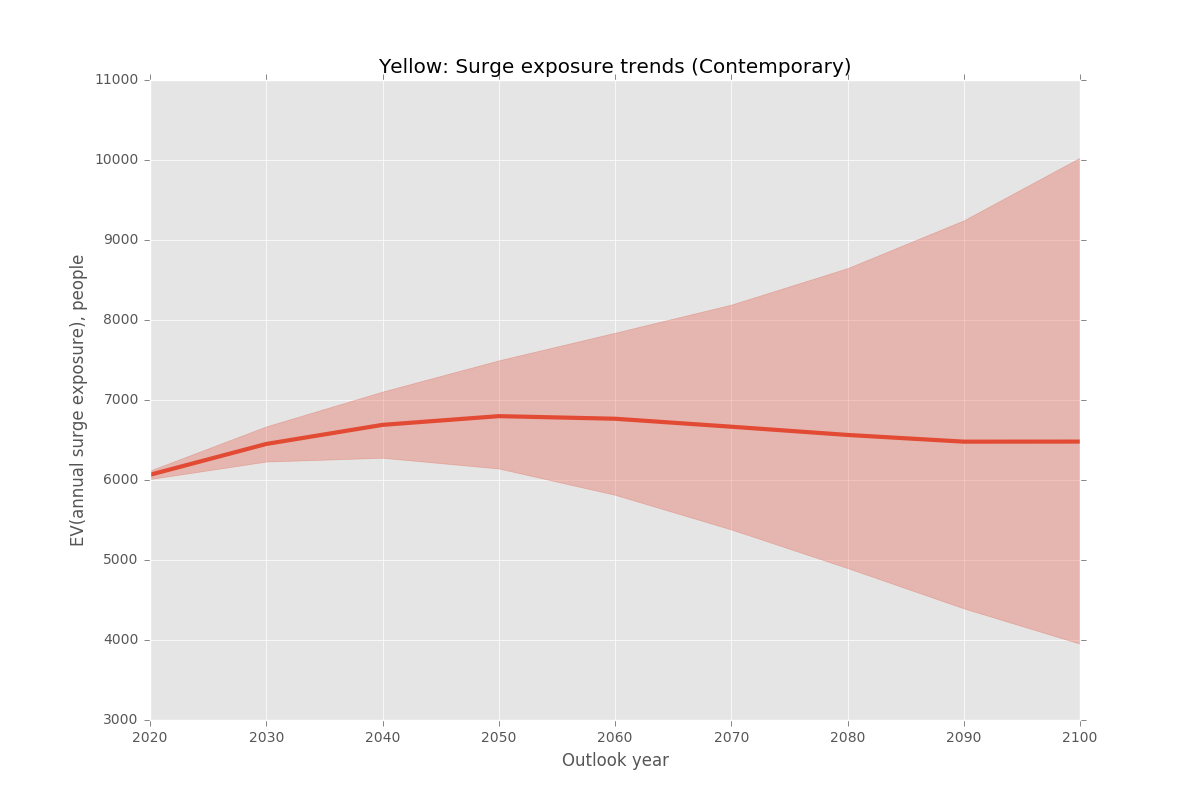 Yellow: Surge exposure trends (Contemporary)
11000
10000
9000
8000
7000
6000
5000
4000
3000
EV(annual surge exposure), people
2020 2030 2040 2050 2060 2070 2080 2090 2100
Outlook year